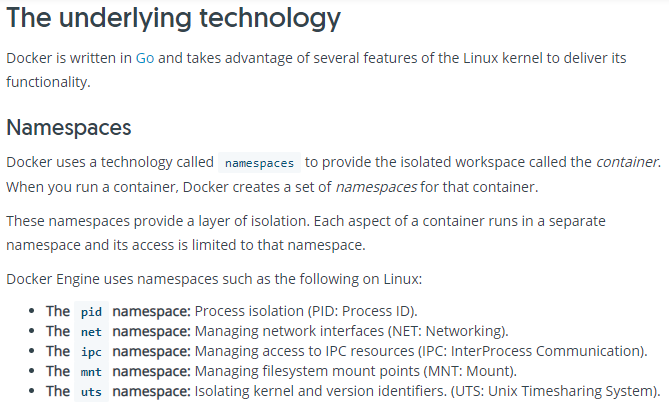 The underlying technology
Docker is written in Go and takes advantage of several features of the Linux kernel to deliver its
functionality.
Namespaces
Docker uses a technology called namespaces to provide the isolated workspace called the container.
When you run a container, Docker creates a set of namespaces for that container.
These namespaces provide a layer of isolation. Each aspect of a container runs in a separate
namespace and its access is limited to that namespace.
Docker Engine uses namespaces such as the following on Linux:
• The pid namespace: Process isolation (PID: Process ID).
• The net namespace: Managing network interfaces (NET: Networking).
• The ipc namespace: Managing access to IPC resources (IPC: InterProcess Communication).
• The mnt namespace: Managing filesystem mount points (MNT: Mount).
• The uts namespace: Isolating kernel and version identifiers. (UTS: Unix Timesharing System).